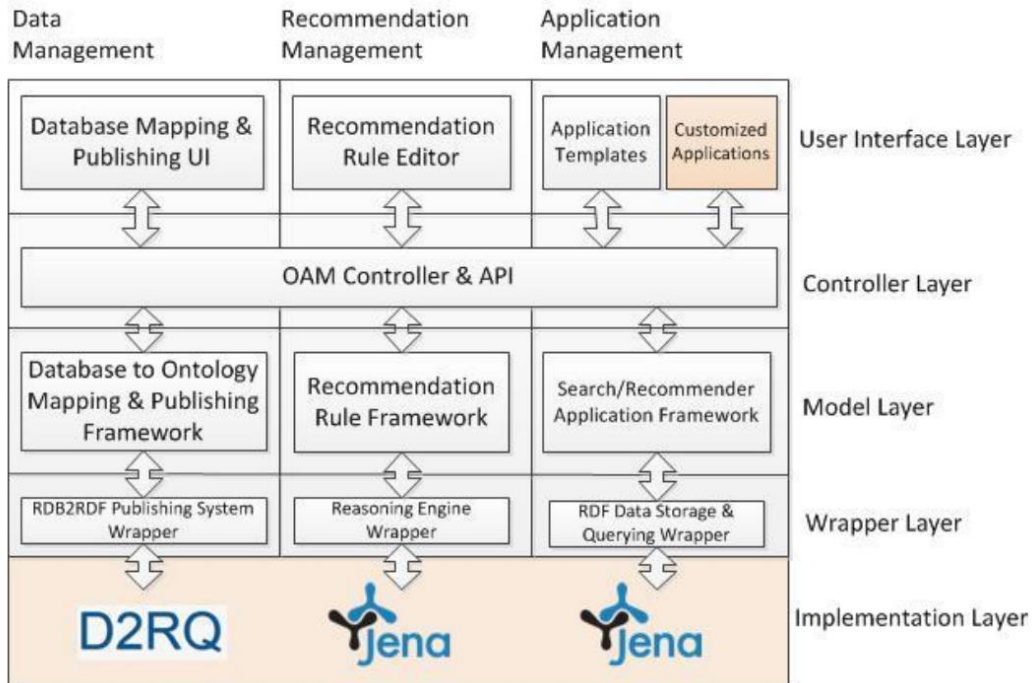 Data
Management
Recommendation
Management
Application
Management
Database Mapping &
Publishing UI
Recommendation
Rule Editor
Application
Templates
Customized
Applications
User Interface Layer
OAM Controller & API
Controller Layer
Database to Ontology
Mapping & Publishing
Framework
Recommendation
Rule Framework
Search/Recommender
Application Framework
Model Layer
RDB2RDF Publishing System
Wrapper
Reasoning Engine
Wrapper
RDF Data Storage &
Querying Wrapper
Wrapper Layer
D2RQ
Jena
Jena
Implementation Layer